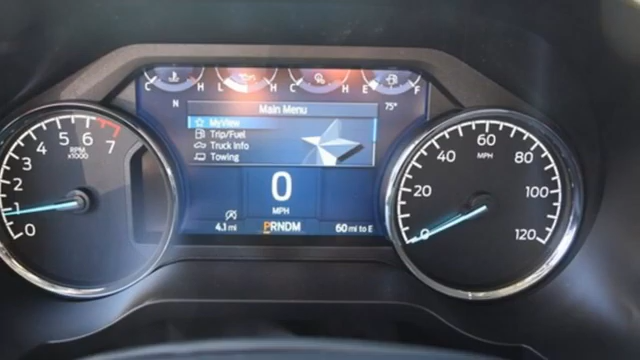 C H L H C H E F
N 75°
Main Menu
MyView
Trip/Fuel
Truck Info
Towing
0
MPH
4.1 mi PRNDM 60 mi to E
0 1 2 3 4 5 6 7
RPM
x1000
0 20 40 60 80 100 120
MPH